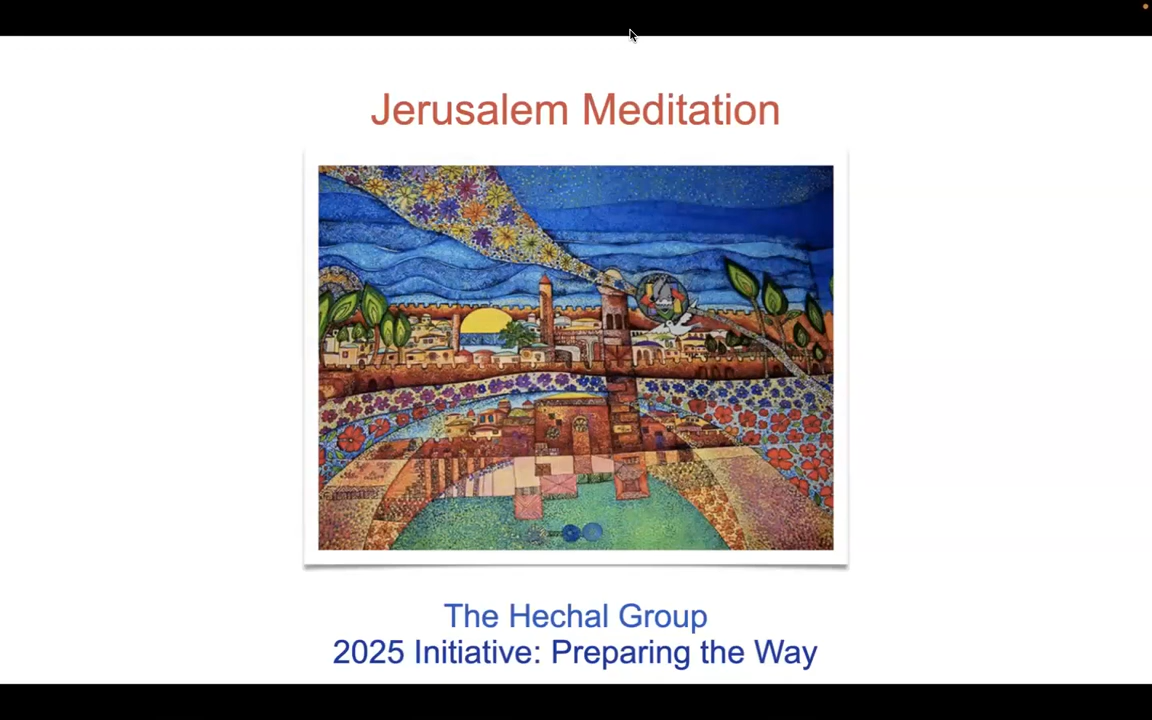 Jerusalem Meditation
The Hechal Group
2025 Initiative: Preparing the Way